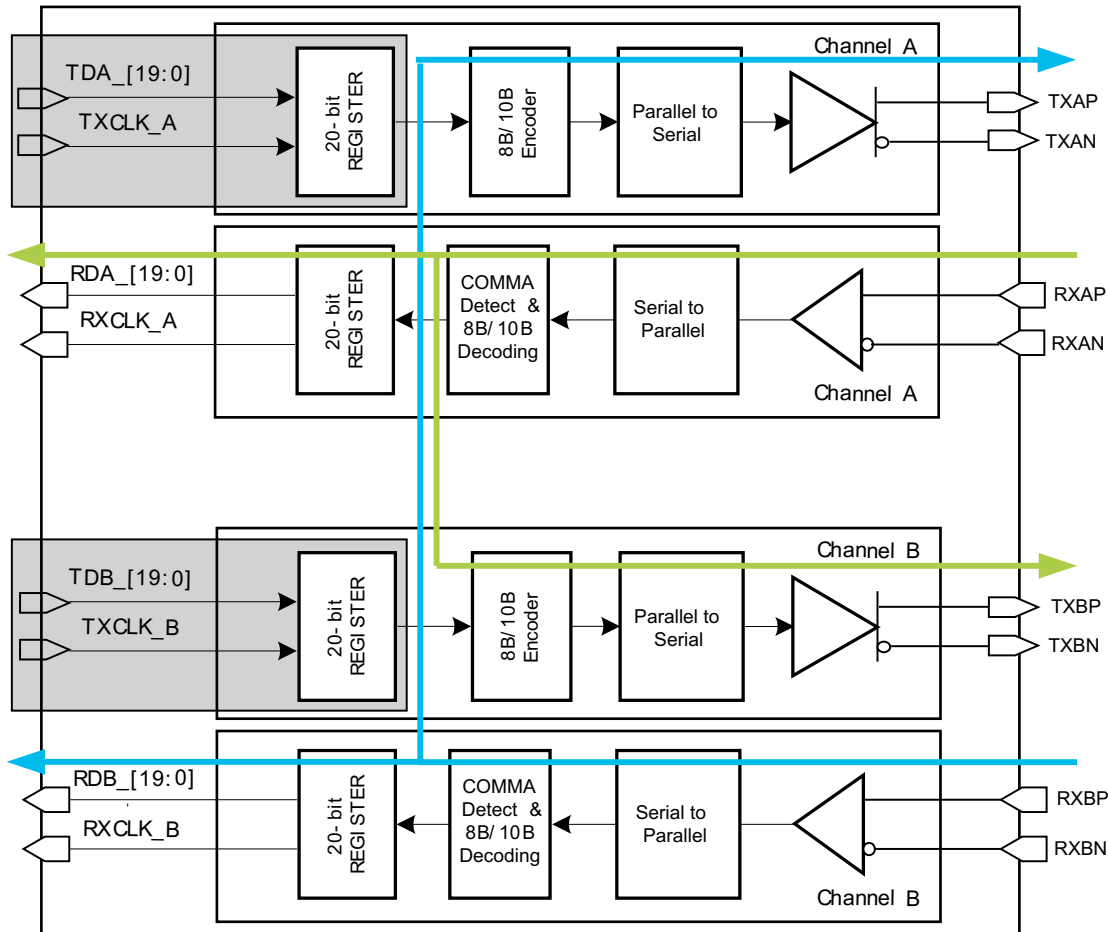 Channel A
TDA_[19:0]
TXCLK_A
20-bit
REGISTER
8B/10B
Encoder
Parallel to
Serial
TXAP
TXAN
RDA_[19:0]
RXCLK_A
20-bit
REGISTER
COMMA
Detect &
8B/10B
Decoding
Serial to
Parallel
RXAP
RXAN
Channel A
Channel B
TDB_[19:0]
TXCLK_B
20-bit
REGISTER
8B/10B
Encoder
Parallel to
Serial
TXBP
TXBN
RDB_[19:0]
RXCLK_B
20-bit
REGISTER
COMMA
Detect &
8B/10B
Decoding
Serial to
Parallel
RXBP
RXBN
Channel B